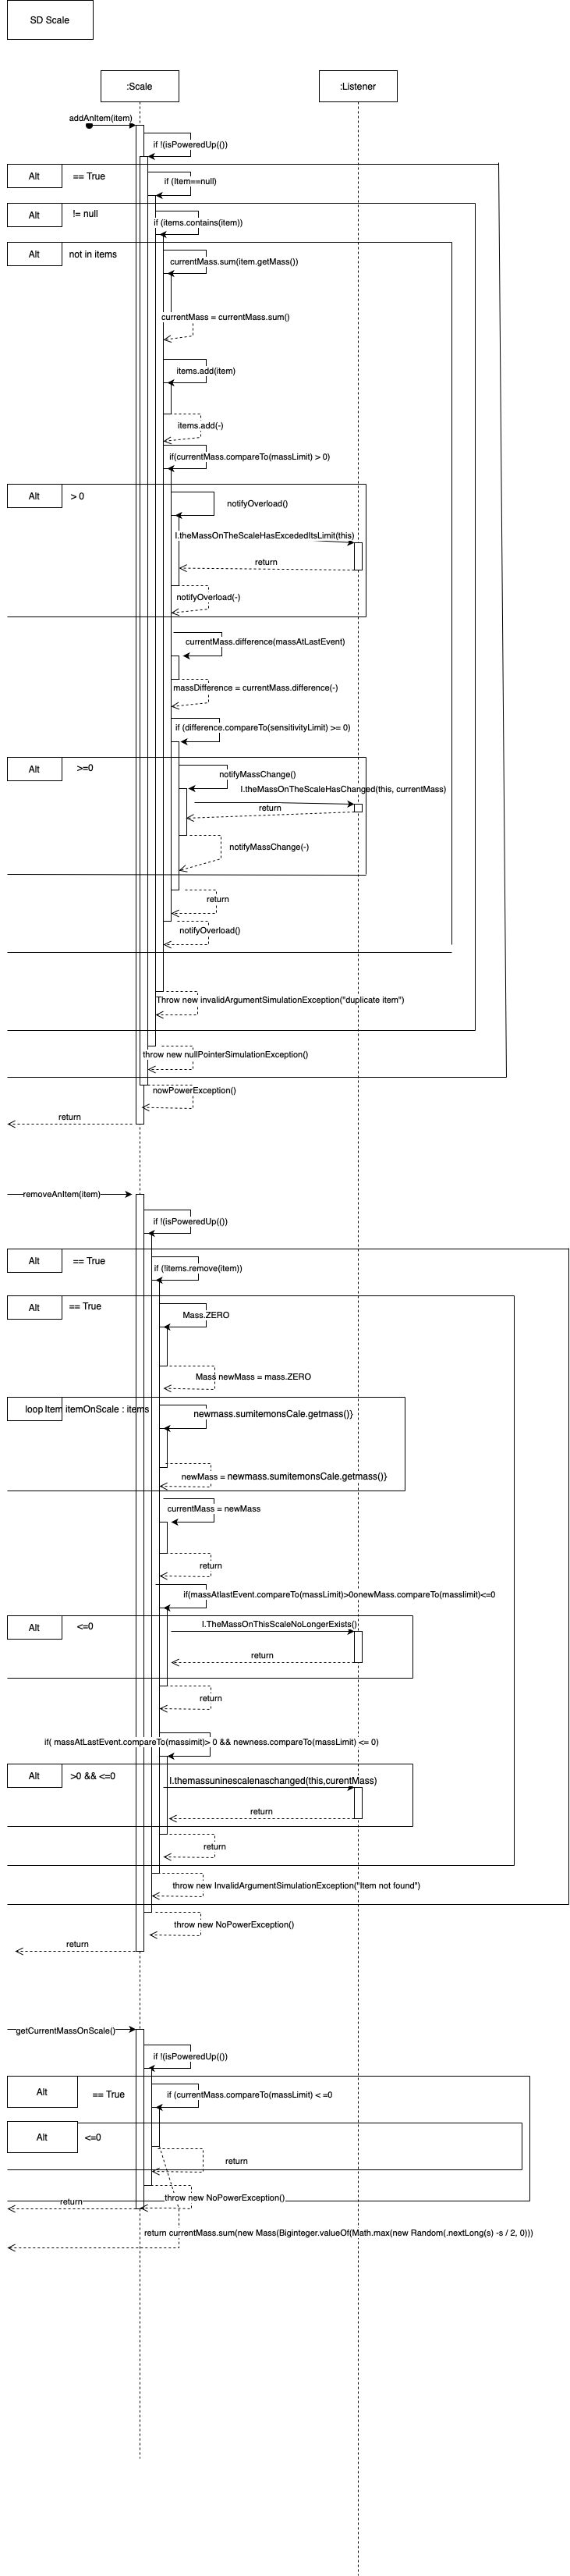 SD Scale
:Scale
:Listener
addAnItem(item)
if !(isPoweredUp(())
Alt
== True
if (Item==null)
Alt
!= null
if (items.contains(item))
Alt
not in items
currentMass.sum(item.getMass())
currentMass = currentMass.sum()
items.add(item)
items.add(-)
if(currentMass.compareTo(massLimit) > 0)
Alt
> 0
notifyOverload()
I.theMassOnTheScaleHasExcededItsLimit(this)
return
notifyOverload(-)
currentMass.difference(massAtLastEvent)
massDifference = currentMass.difference(-)
if (difference.compareTo(sensitivityLimit) >= 0)
Alt
>=0
notifyMassChange()
I.theMassOnTheScaleHasChanged(this, currentMass)
return
notifyMassChange(-)
return
notifyOverload()
Throw new invalidArgumentSimulationException("duplicate item")
throw new nullPointerSimulationException()
nowPowerException()
return
removeAnItem(item)
if !(isPoweredUp(())
Alt
== True
if (!items.remove(item))
Alt
== True
Mass.ZERO
Mass newMass = mass.ZERO
loop Item itemOnScale : items
newmass.sumitemonsCale.getmass()}
newMass = newmass.sumitemonsCale.getmass()}
currentMass = newMass
return
if(massAtlastEvent.compareTo(massLimit)>0onewMass.compareTo(masslimit)<=0
Alt
<=0
I.TheMassOnThisScaleNoLongerExists()
return
return
if( massAtLastEvent.compareTo(massimit)> 0 && newness.compareTo(massLimit) <= 0)
Alt
>0 && <=0
I.themassuninescalenaschanged(this,curentMass)
return
return
throw new InvalidArgumentSimulationException("Item not found")
throw new NoPowerException()
return
getCurrentMassOnScale()
if !(isPoweredUp(())
Alt
== True
if (currentMass.compareTo(massLimit) < =0
Alt
<=0
return
throw new NoPowerException()
return
return currentMass.sum(new Mass(Biginteger.valueOf(Math.max(new Random(.nextLong(s) -s / 2, 0)))